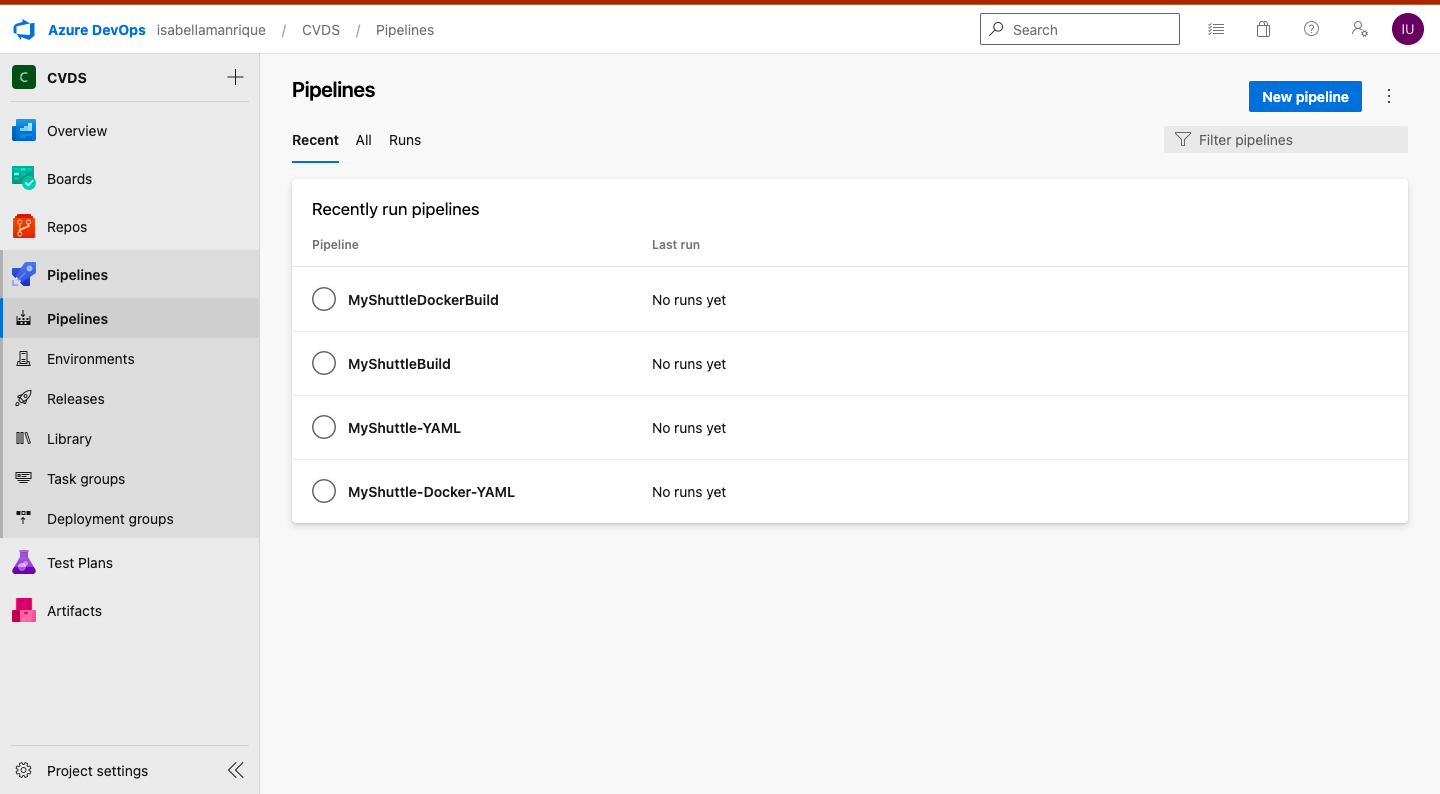 Azure DevOps isabellamanrique / CVDS / Pipelines
Search
IU
C CVDS
Overview
Boards
Repos
Pipelines
Pipelines
Environments
Releases
Library
Task groups
Deployment groups
Test Plans
Artifacts
Project settings
Pipelines
New pipeline
Recent All Runs
Filter pipelines
Recently run pipelines
Pipeline Last run
MyShuttleDockerBuild No runs yet
MyShuttleBuild No runs yet
MyShuttle-YAML No runs yet
MyShuttle-Docker-YAML No runs yet